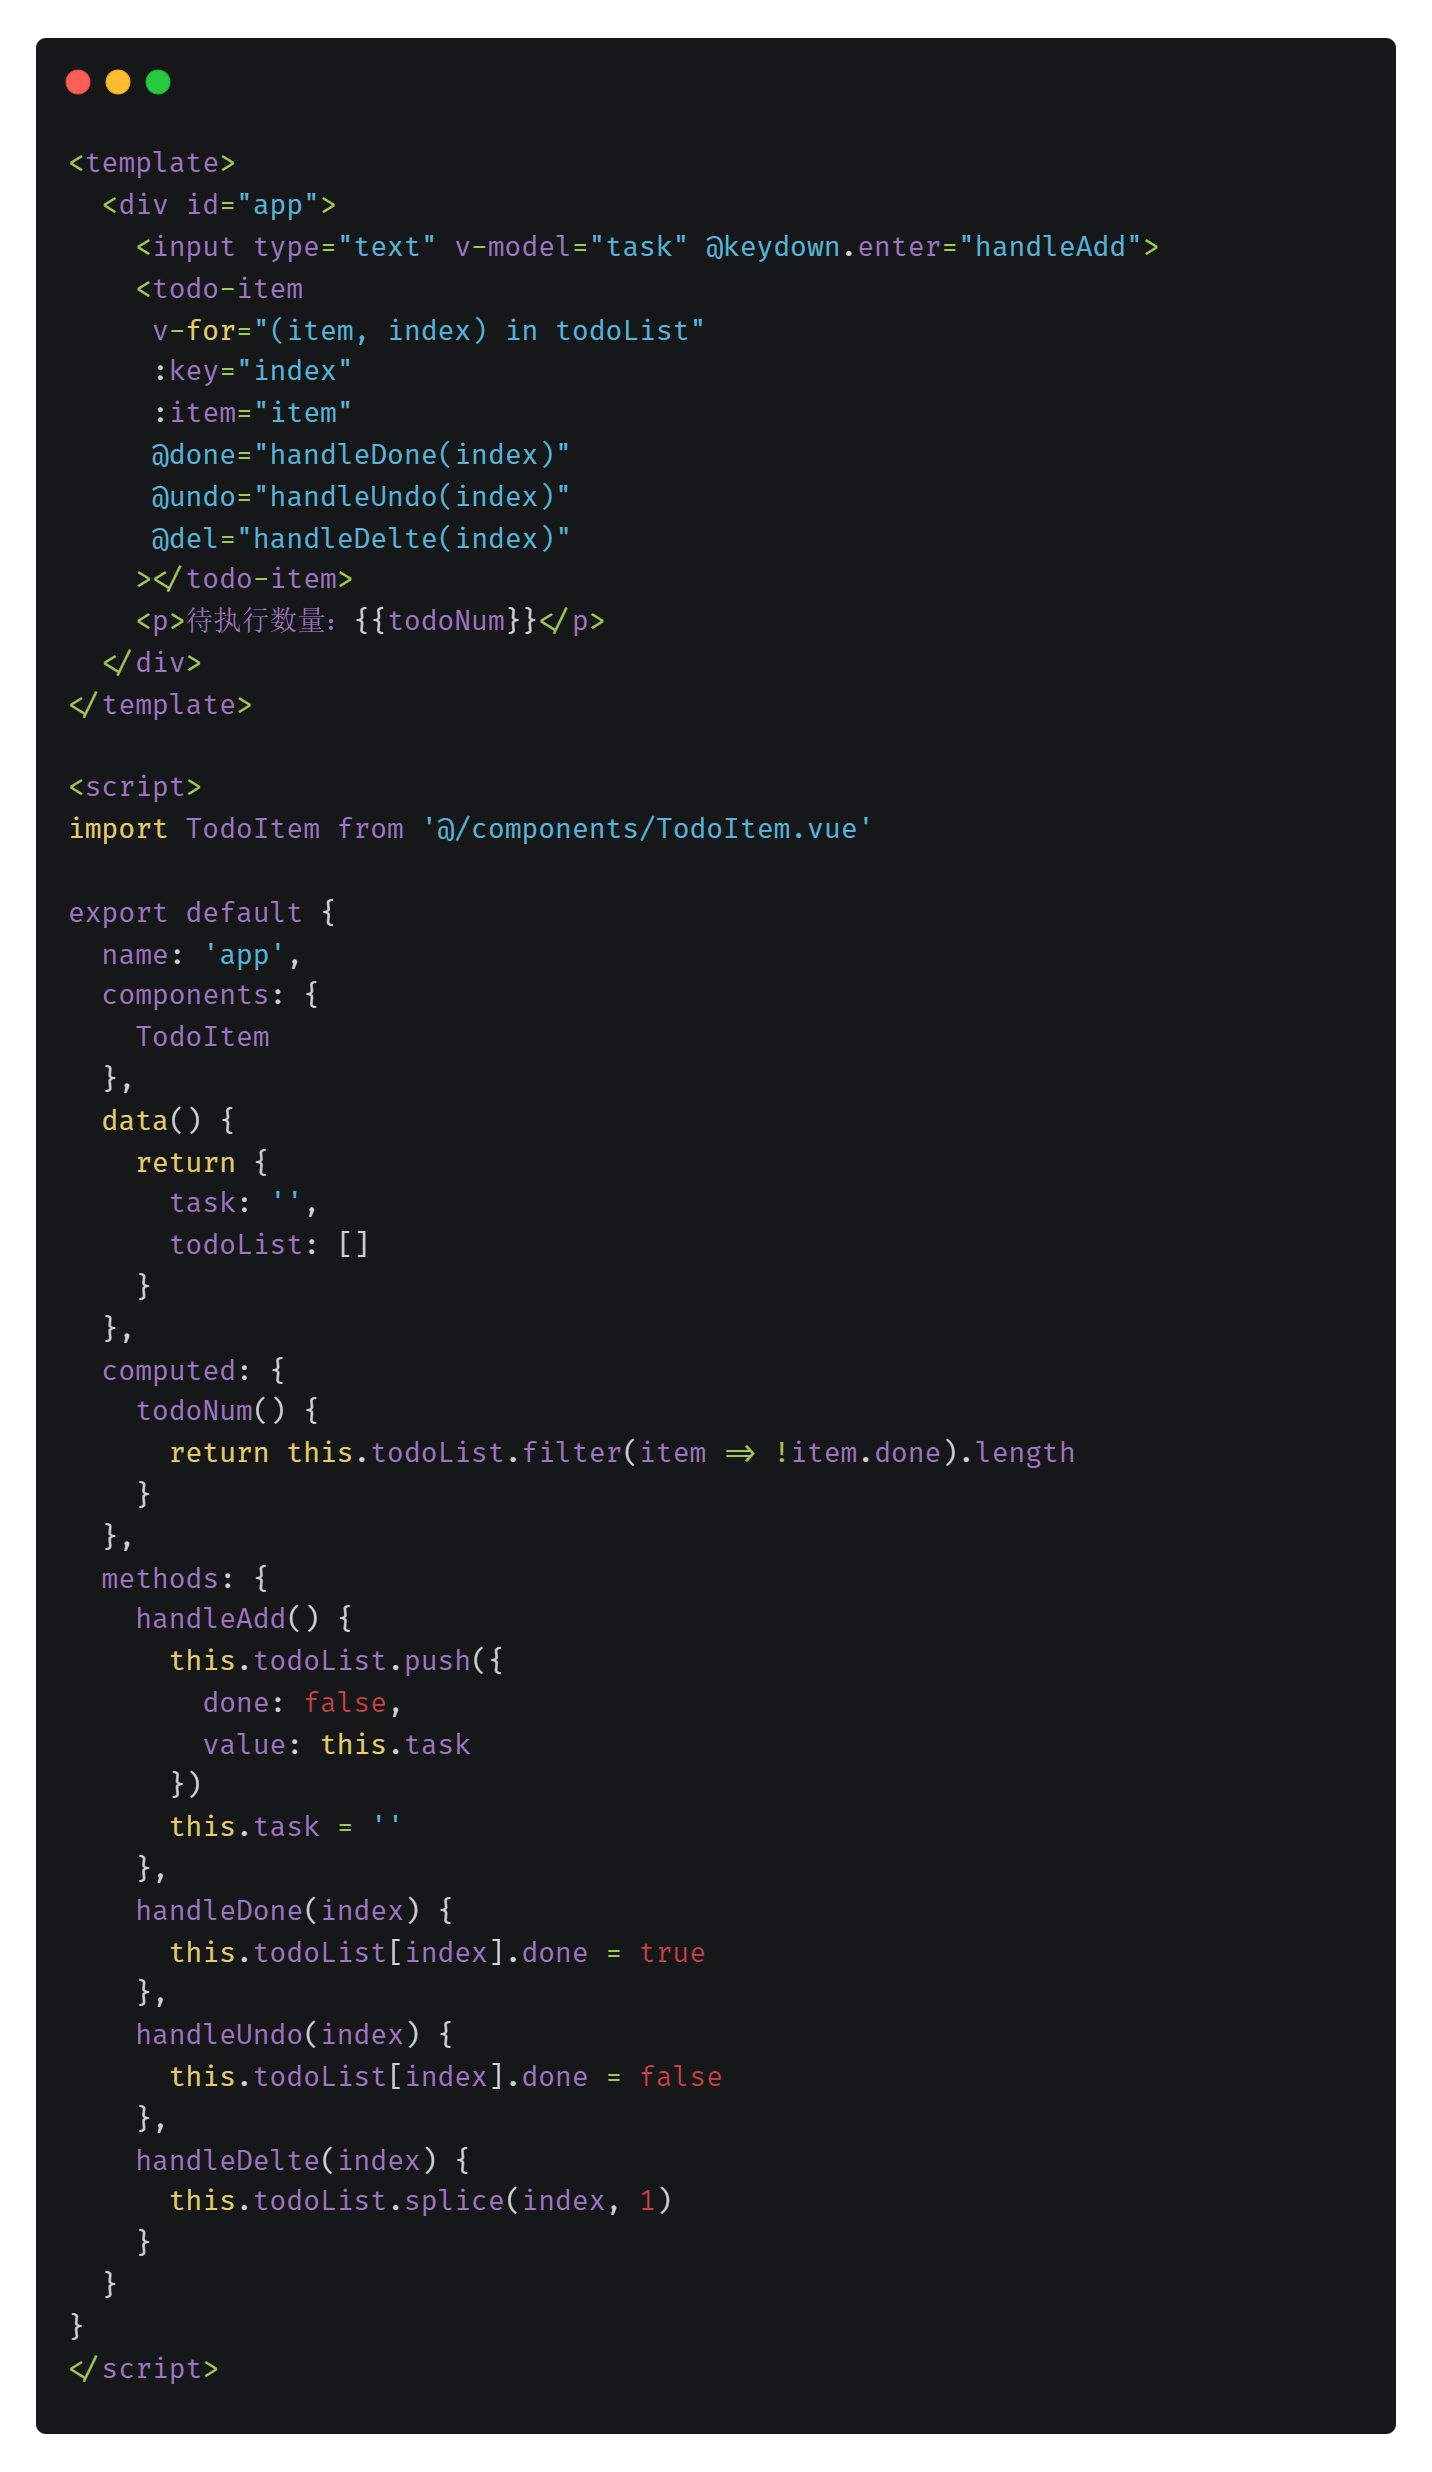 <template>
  <div id="app">
    <input type="text" v-model="task" @keydown.enter="handleAdd">
    <todo-item
     v-for="(item, index) in todoList"
     :key="index"
     :item="item"
     @done="handleDone(index)"
     @undo="handleUndo(index)"
     @del="handleDelte(index)"
    ></todo-item>
    <p>待执行数量：{{todoNum}}</p>
  </div>
</template>

<script>
import TodoItem from '@/components/TodoItem.vue'

export default {
  name: 'app',
  components: {
    TodoItem
  },
  data() {
    return {
      task: '',
      todoList: []
    }
  },
  computed: {
    todoNum() {
      return this.todoList.filter(item => !item.done).length
    }
  },
  methods: {
    handleAdd() {
      this.todoList.push({
        done: false,
        value: this.task
      })
      this.task = ''
    },
    handleDone(index) {
      this.todoList[index].done = true
    },
    handleUndo(index) {
      this.todoList[index].done = false
    },
    handleDelte(index) {
      this.todoList.splice(index, 1)
    }
  }
}
</script>